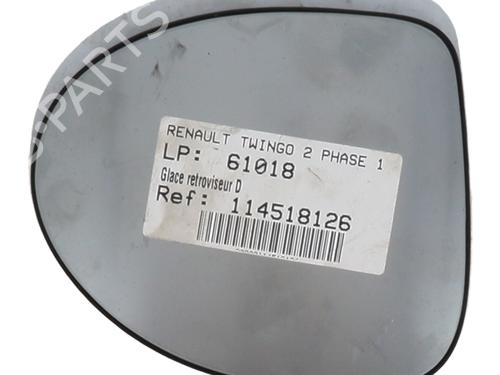 RENAULT TWINGO 2 PHASE 1
LP: 61018
Glace retroviseur D
Ref: 114518126